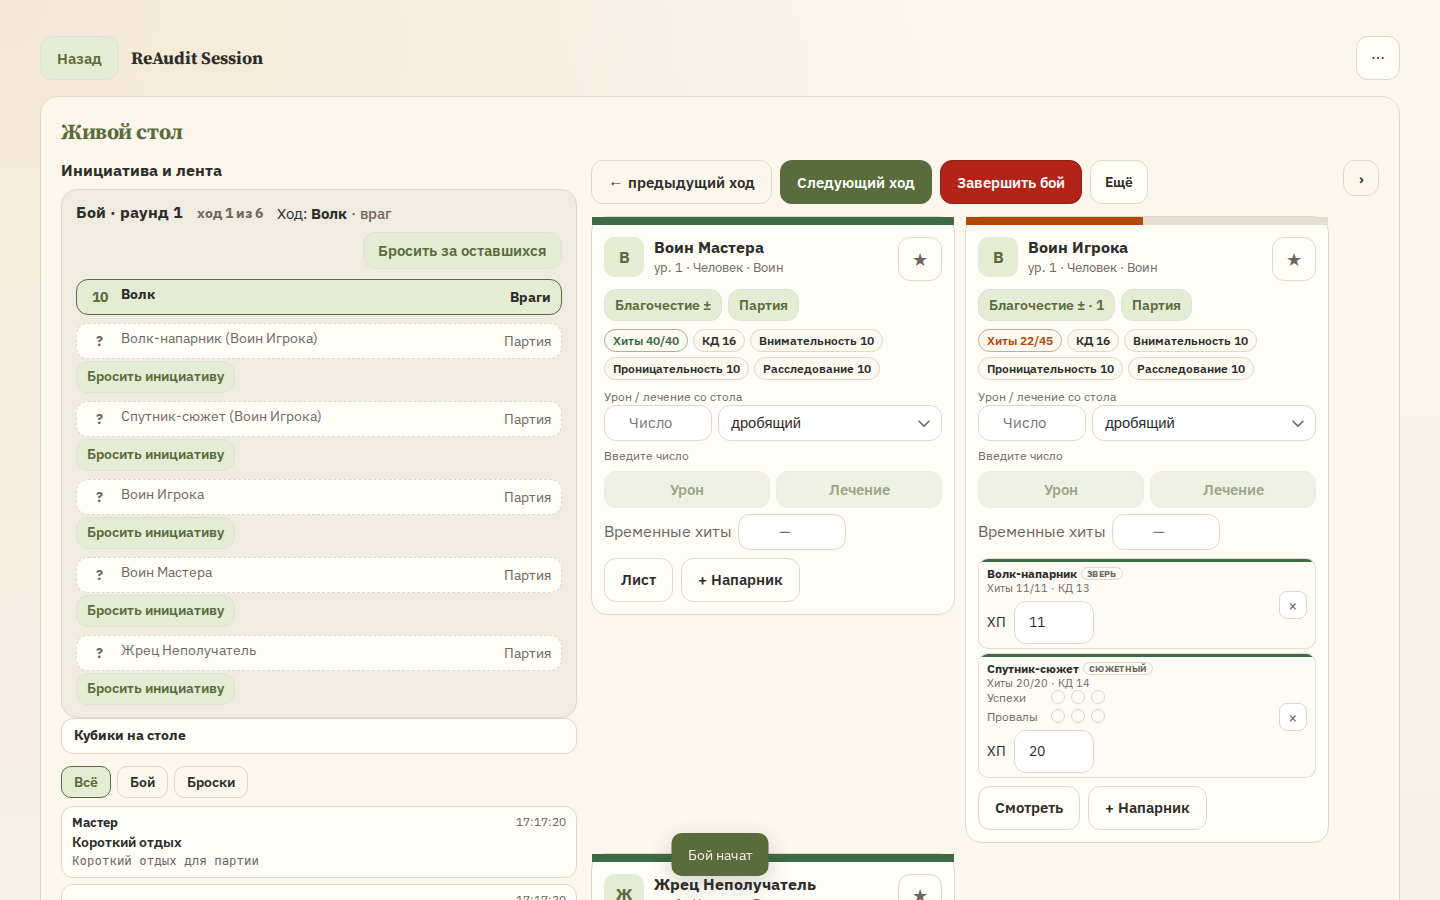 Назад
ReAudit Session
...
Живой стол
Инициатива и лента
Бой · раунд 1 ход 1 из 6 Ход: Волк · враг
Бросить за оставшихся
10 Волк Враги
? Волк-напарник (Воин Игрока) Партия
Бросить инициативу
? Спутник-сюжет (Воин Игрока) Партия
Бросить инициативу
? Воин Игрока Партия
Бросить инициативу
? Воин Мастера Партия
Бросить инициативу
? Жрец Неполучатель Партия
Бросить инициативу
Кубики на столе
Всё Бой Броски
Мастер 17:17:20
Короткий отдых
Короткий отдых для партии
← предыдущий ход Следующий ход Завершить бой Ещё ›
В
Воин Мастера
ур. 1 · Человек · Воин
★
Благочестие ± Партия
Хиты 40/40 КД 16 Внимательность 10
Проницательность 10 Расследование 10
Урон / лечение со стола
Число дробящий
Введите число
Урон Лечение
Временные хиты —
Лист + Напарник
В
Воин Игрока
ур. 1 · Человек · Воин
★
Благочестие ± · 1 Партия
Хиты 22/45 КД 16 Внимательность 10
Проницательность 10 Расследование 10
Урон / лечение со стола
Число дробящий
Введите число
Урон Лечение
Временные хиты —
Волк-напарник ЗВЕРЬ
Хиты 11/11 · КД 13
ХП 11
×
Спутник-сюжет СЮЖЕТНЫЙ
Хиты 20/20 · КД 14
Успехи
Провалы
ХП 20
×
Смотреть + Напарник
Бой начат
Ж
Жрец Неполучатель
★